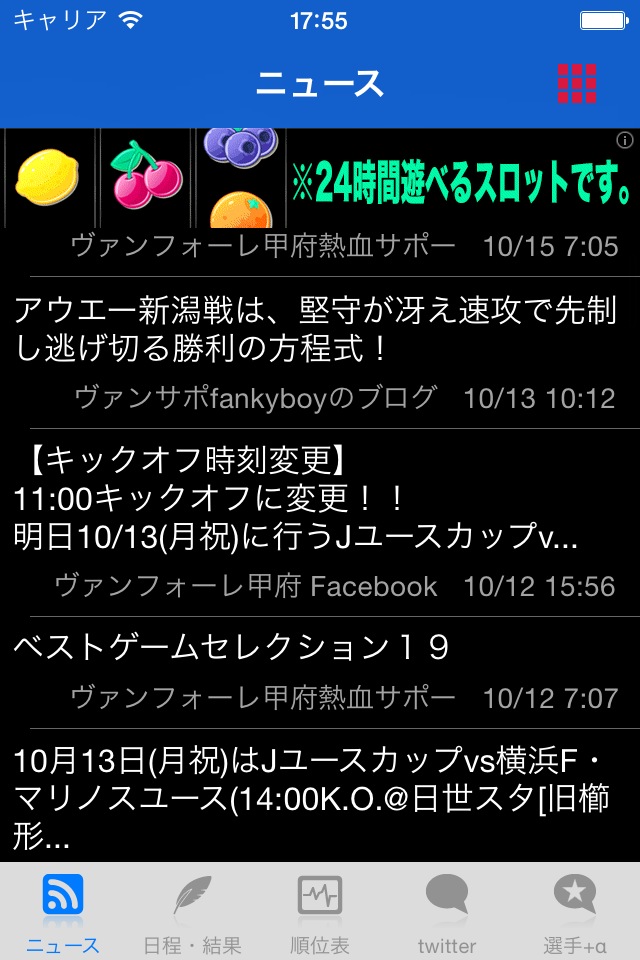 キャリア 17:55
ニュース
※24時間遊べるスロットです。
ヴァンフォーレ甲府熱血サポー 10/15 7:05
アウエー新潟戦は、堅守が冴え速攻で先制
し逃げ切る勝利の方程式！
ヴァンサポfankyboyのブログ 10/13 10:12
【キックオフ時刻変更】
11:00キックオフに変更！！
明日10/13(月祝)に行うJユースカップv...
ヴァンフォーレ甲府 Facebook 10/12 15:56
ベストゲームセレクション１９
ヴァンフォーレ甲府熱血サポー 10/12 7:07
10月13日(月祝)はJユースカップvs横浜F・
マリノスユース(14:00K.O.@日世スタ[旧櫛
形...
ニュース 日程・結果 順位表 twitter 選手+α